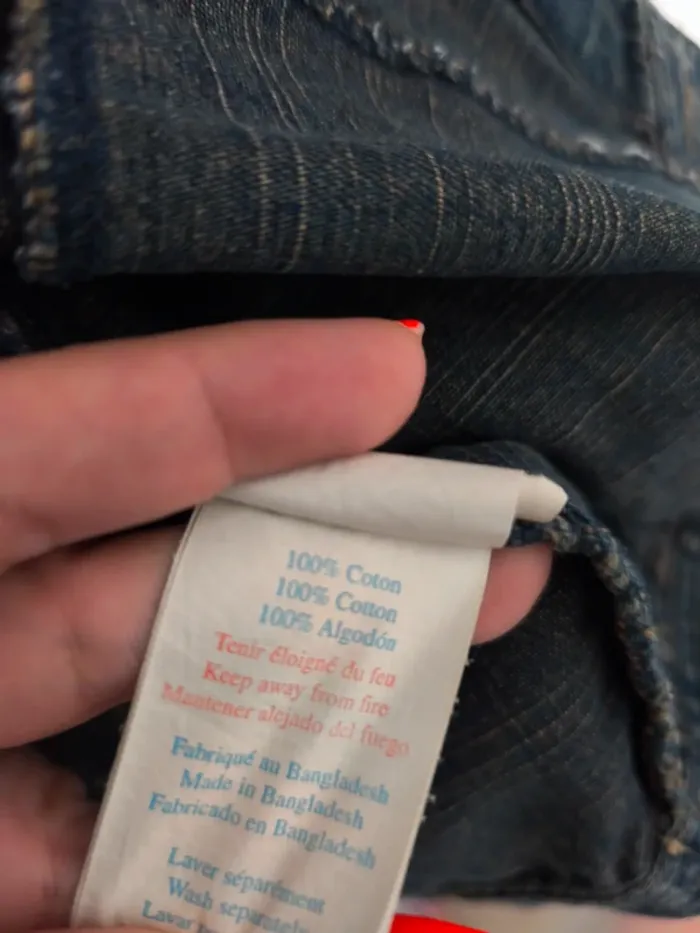 100% Coton
100% Cotton
100% Algodón
Tenir éloigné du feu
Keep away from fire
Mantener alejado del fuego
Fabriqué au Bangladesh
Made in Bangladesh
Fabricado en Bangladesh
Laver séparément
Wash separately
Lavar